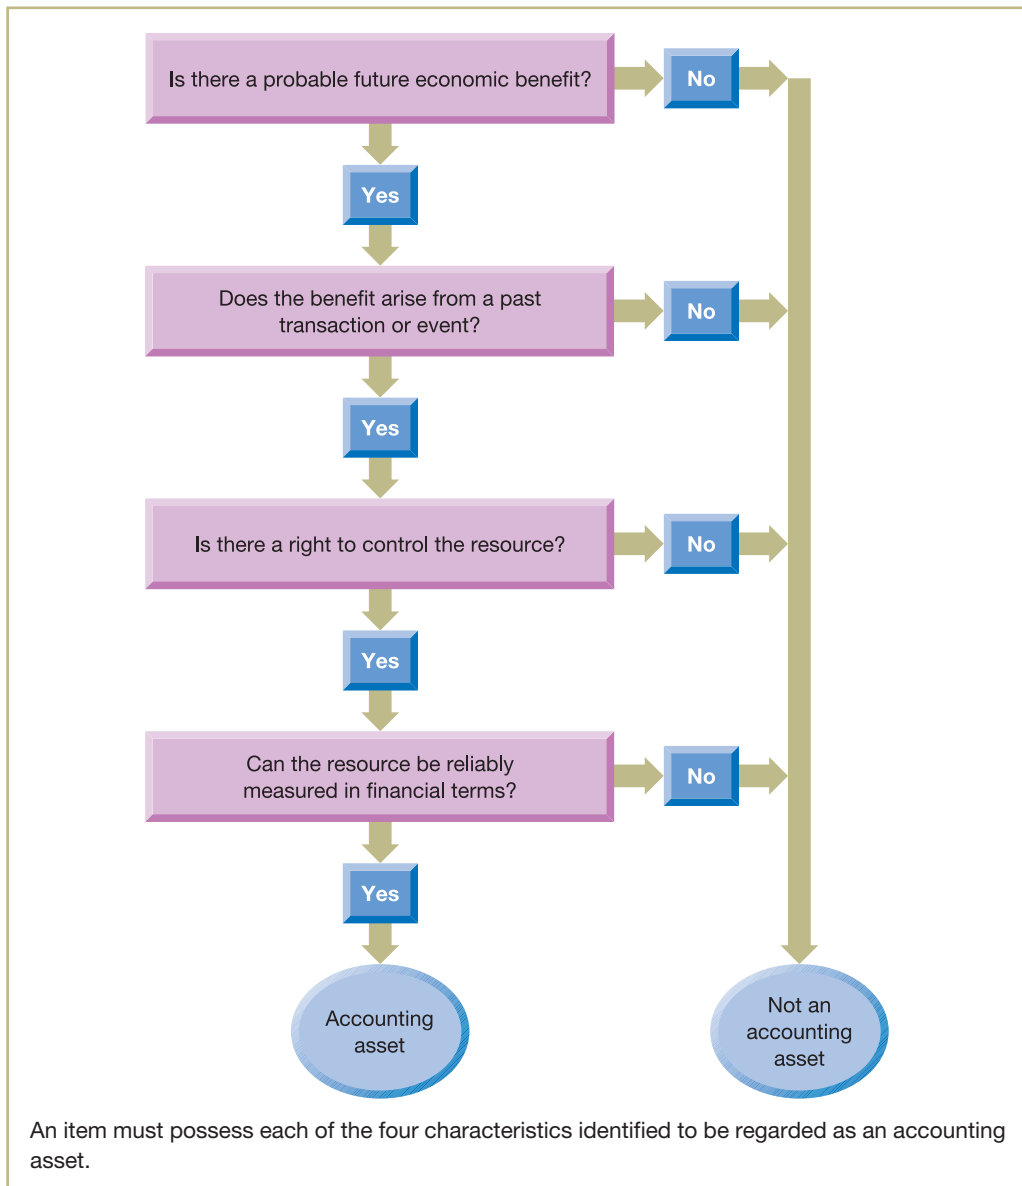 Is there a probable future economic benefit?
No
Yes
Does the benefit arise from a past
transaction or event?
No
Yes
Is there a right to control the resource?
No
Yes
Can the resource be reliably
measured in financial terms?
No
Yes
Accounting
asset
Not an
accounting
asset
An item must possess each of the four characteristics identified to be regarded as an accounting
asset.